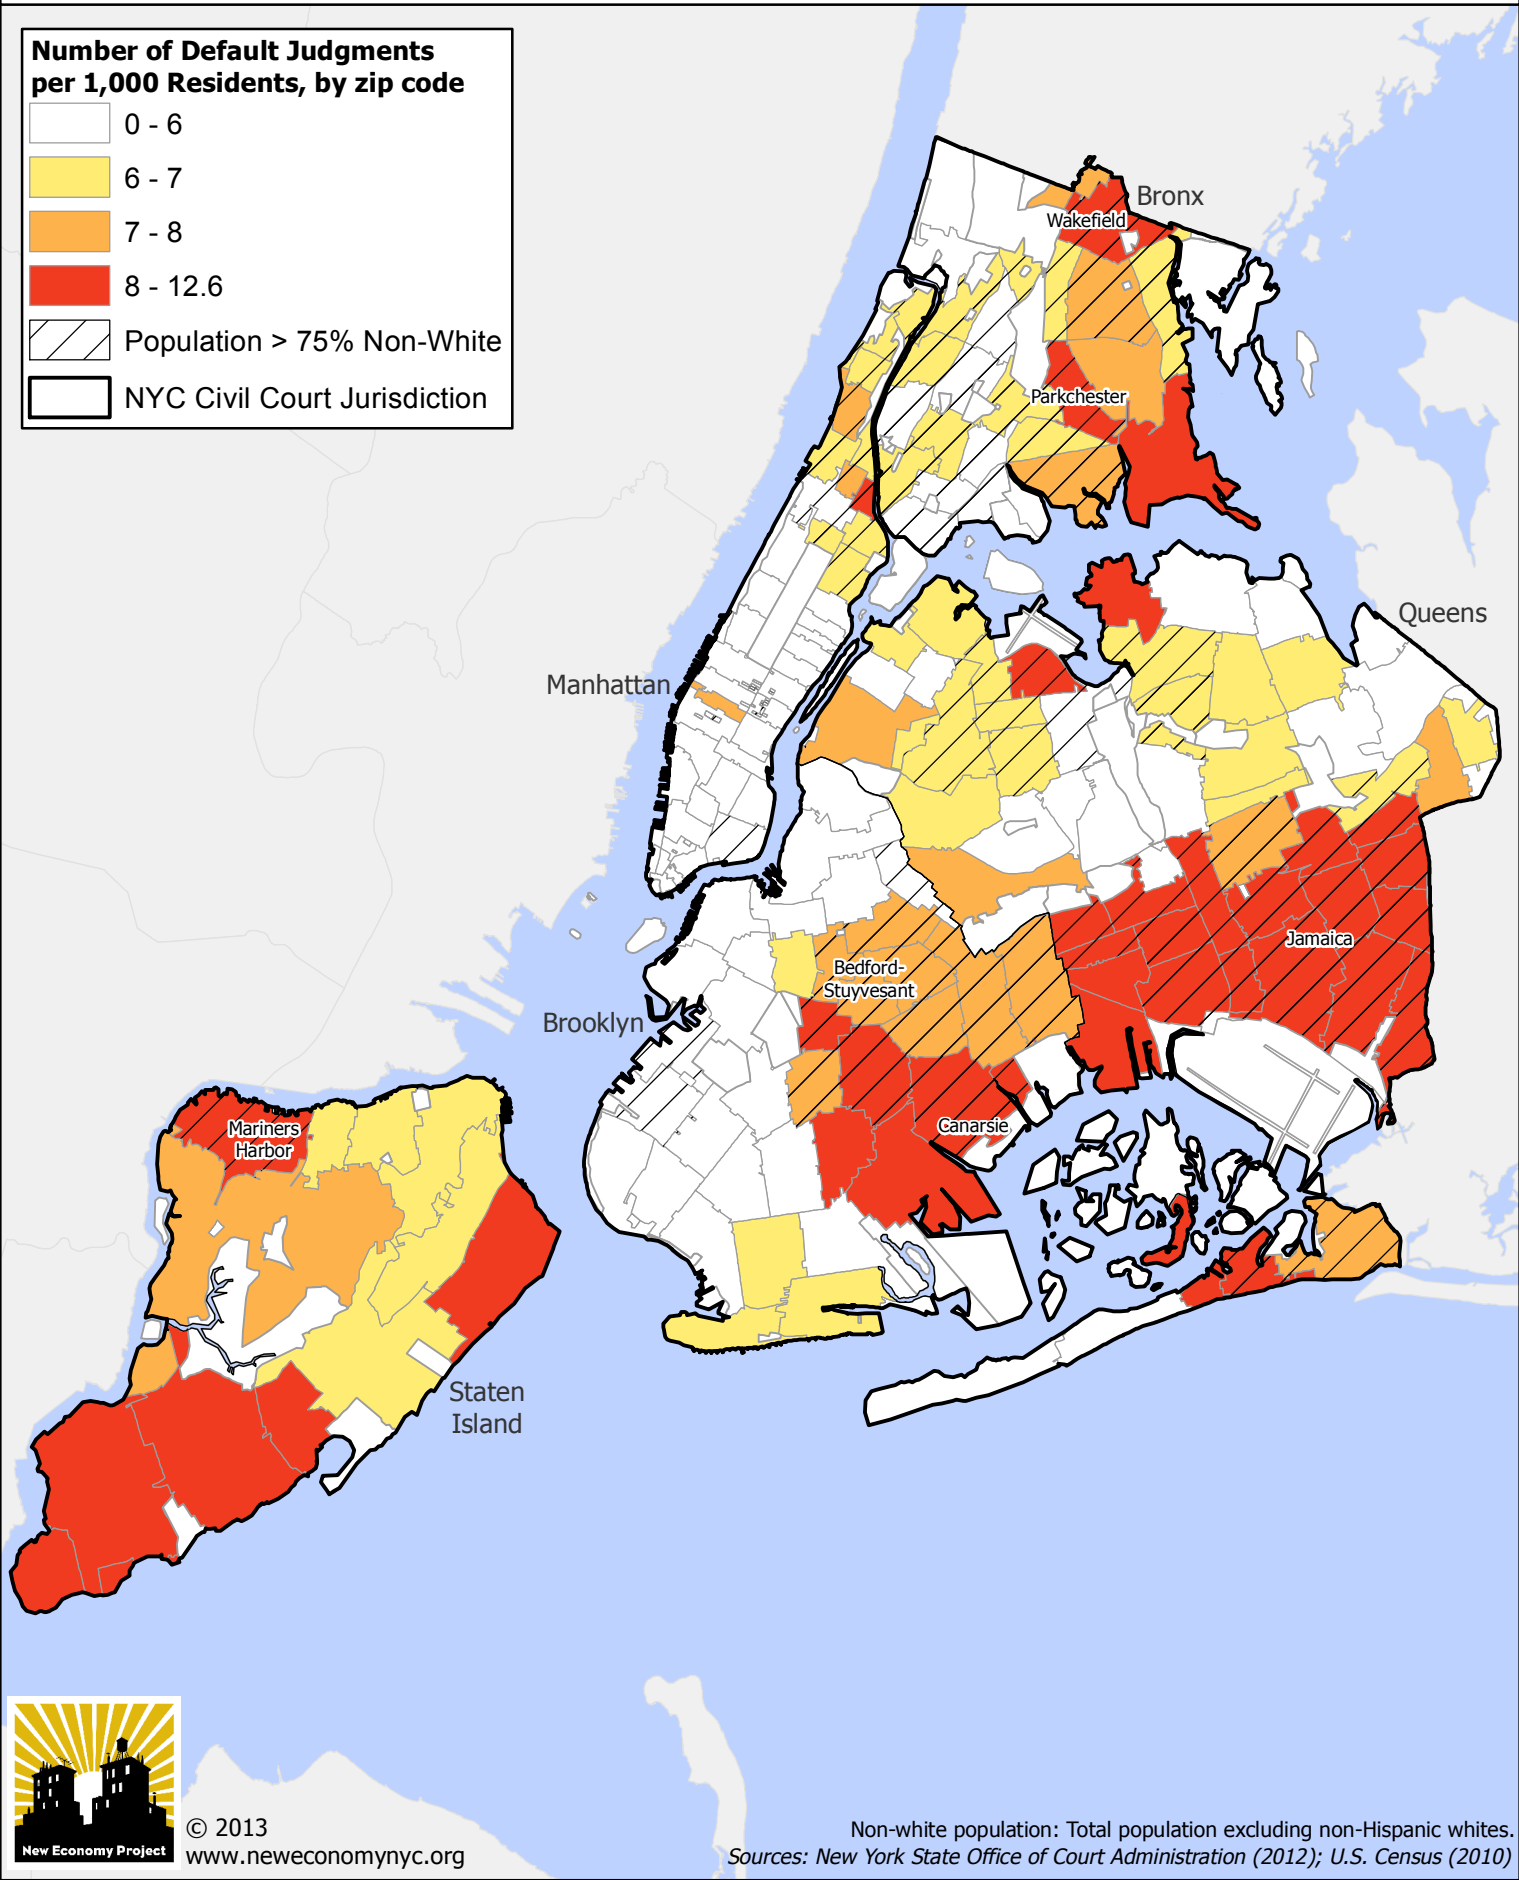 Number of Default Judgments
per 1,000 Residents, by zip code
0 - 6
6 - 7
7 - 8
8 - 12.6
Population > 75% Non-White
NYC Civil Court Jurisdiction
Bronx
Wakefield
Parkchester
Queens
Manhattan
Jamaica
Bedford-
Stuyvesant
Brooklyn
Canarsie
Mariners
Harbor
Staten
Island
New Economy Project
© 2013
www.neweconomynyc.org
Non-white population: Total population excluding non-Hispanic whites.
Sources: New York State Office of Court Administration (2012); U.S. Census (2010)